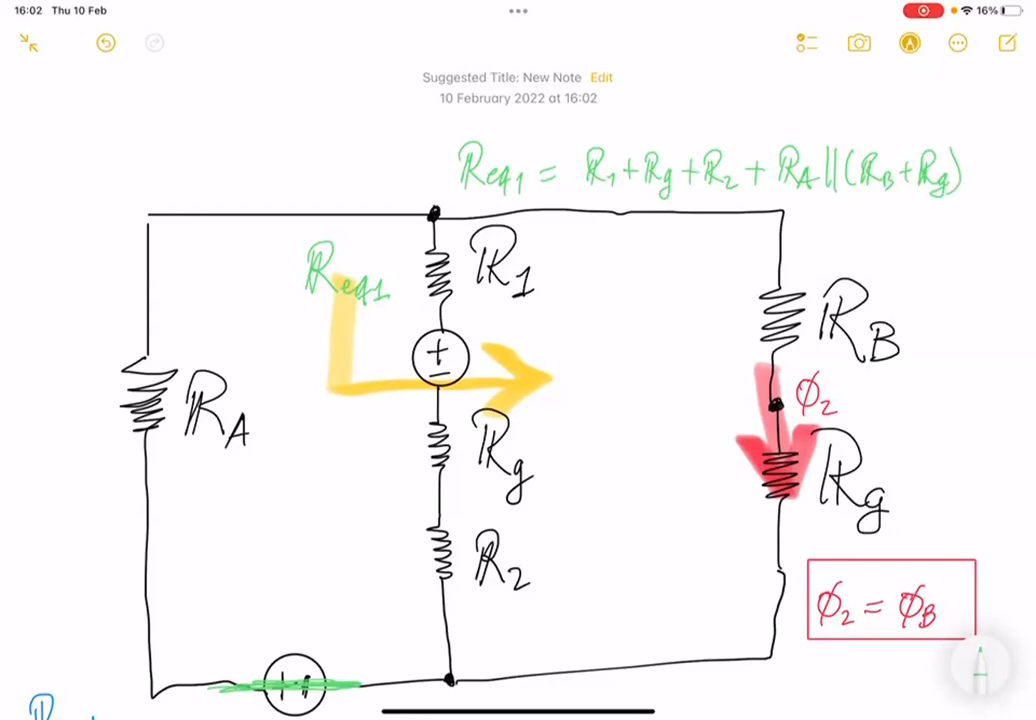 16:02 Thu 10 Feb
16%
Suggested Title: New Note Edit
10 February 2022 at 16:02
Req1 = R1+Rg+R2+RA||(RB+Rg)
Req1
R1
+
−
RB
RA
ϕ2
Rg
Rg
R2
ϕ2 = ϕB